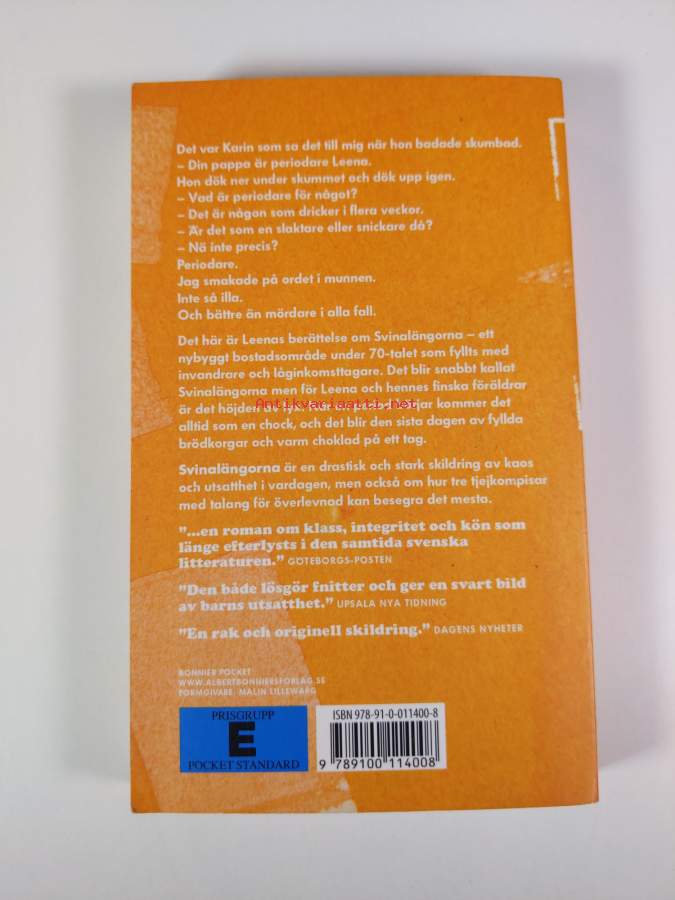 Det var Karin som sa det till mig när hon badade skumbad.
– Din pappa är periodare Leena.
Hon dök ner under skummet och dök upp igen.
– Vad är periodare för något?
– Det är någon som dricker i flera veckor.
– Är det som en slaktare eller snickare då?
– Nä inte precis?
Periodare.
Jag smakade på ordet i munnen.
Inte så illa.
Och bättre än mördare i alla fall.
Det här är Leenas berättelse om Svinalängorna – ett
nybyggt bostadsområde under 70-talet som fyllts med
invandrare och låginkomsttagare. Det blir snabbt kallat
Svinalängorna men för Leena och hennes finska föräldrar
är det höjden av lyx. När perioden börjar kommer det
Antikvariaatti.net
alltid som en chock, och det blir den sista dagen av fyllda
brödkorgar och varm choklad på ett tag.
Svinalängorna är en drastisk och stark skildring av kaos
och utsatthet i vardagen, men också om hur tre tjejkompisar
med talang för överlevnad kan besegra det mesta.
"...en roman om klass, integritet och kön som
länge efterlysts i den samtida svenska
litteraturen." GÖTEBORGS-POSTEN
"Den både lösgör fnitter och ger en svart bild
av barns utsatthet." UPSALA NYA TIDNING
"En rak och originell skildring." DAGENS NYHETER
BONNIER POCKET
WWW.ALBERTBONNIERSFORLAG.SE
FORMGIVARE: MALIN LILLEWARG
PRISGRUPP
E
POCKET STANDARD
ISBN 978-91-0-011400-8
9 789100 114008